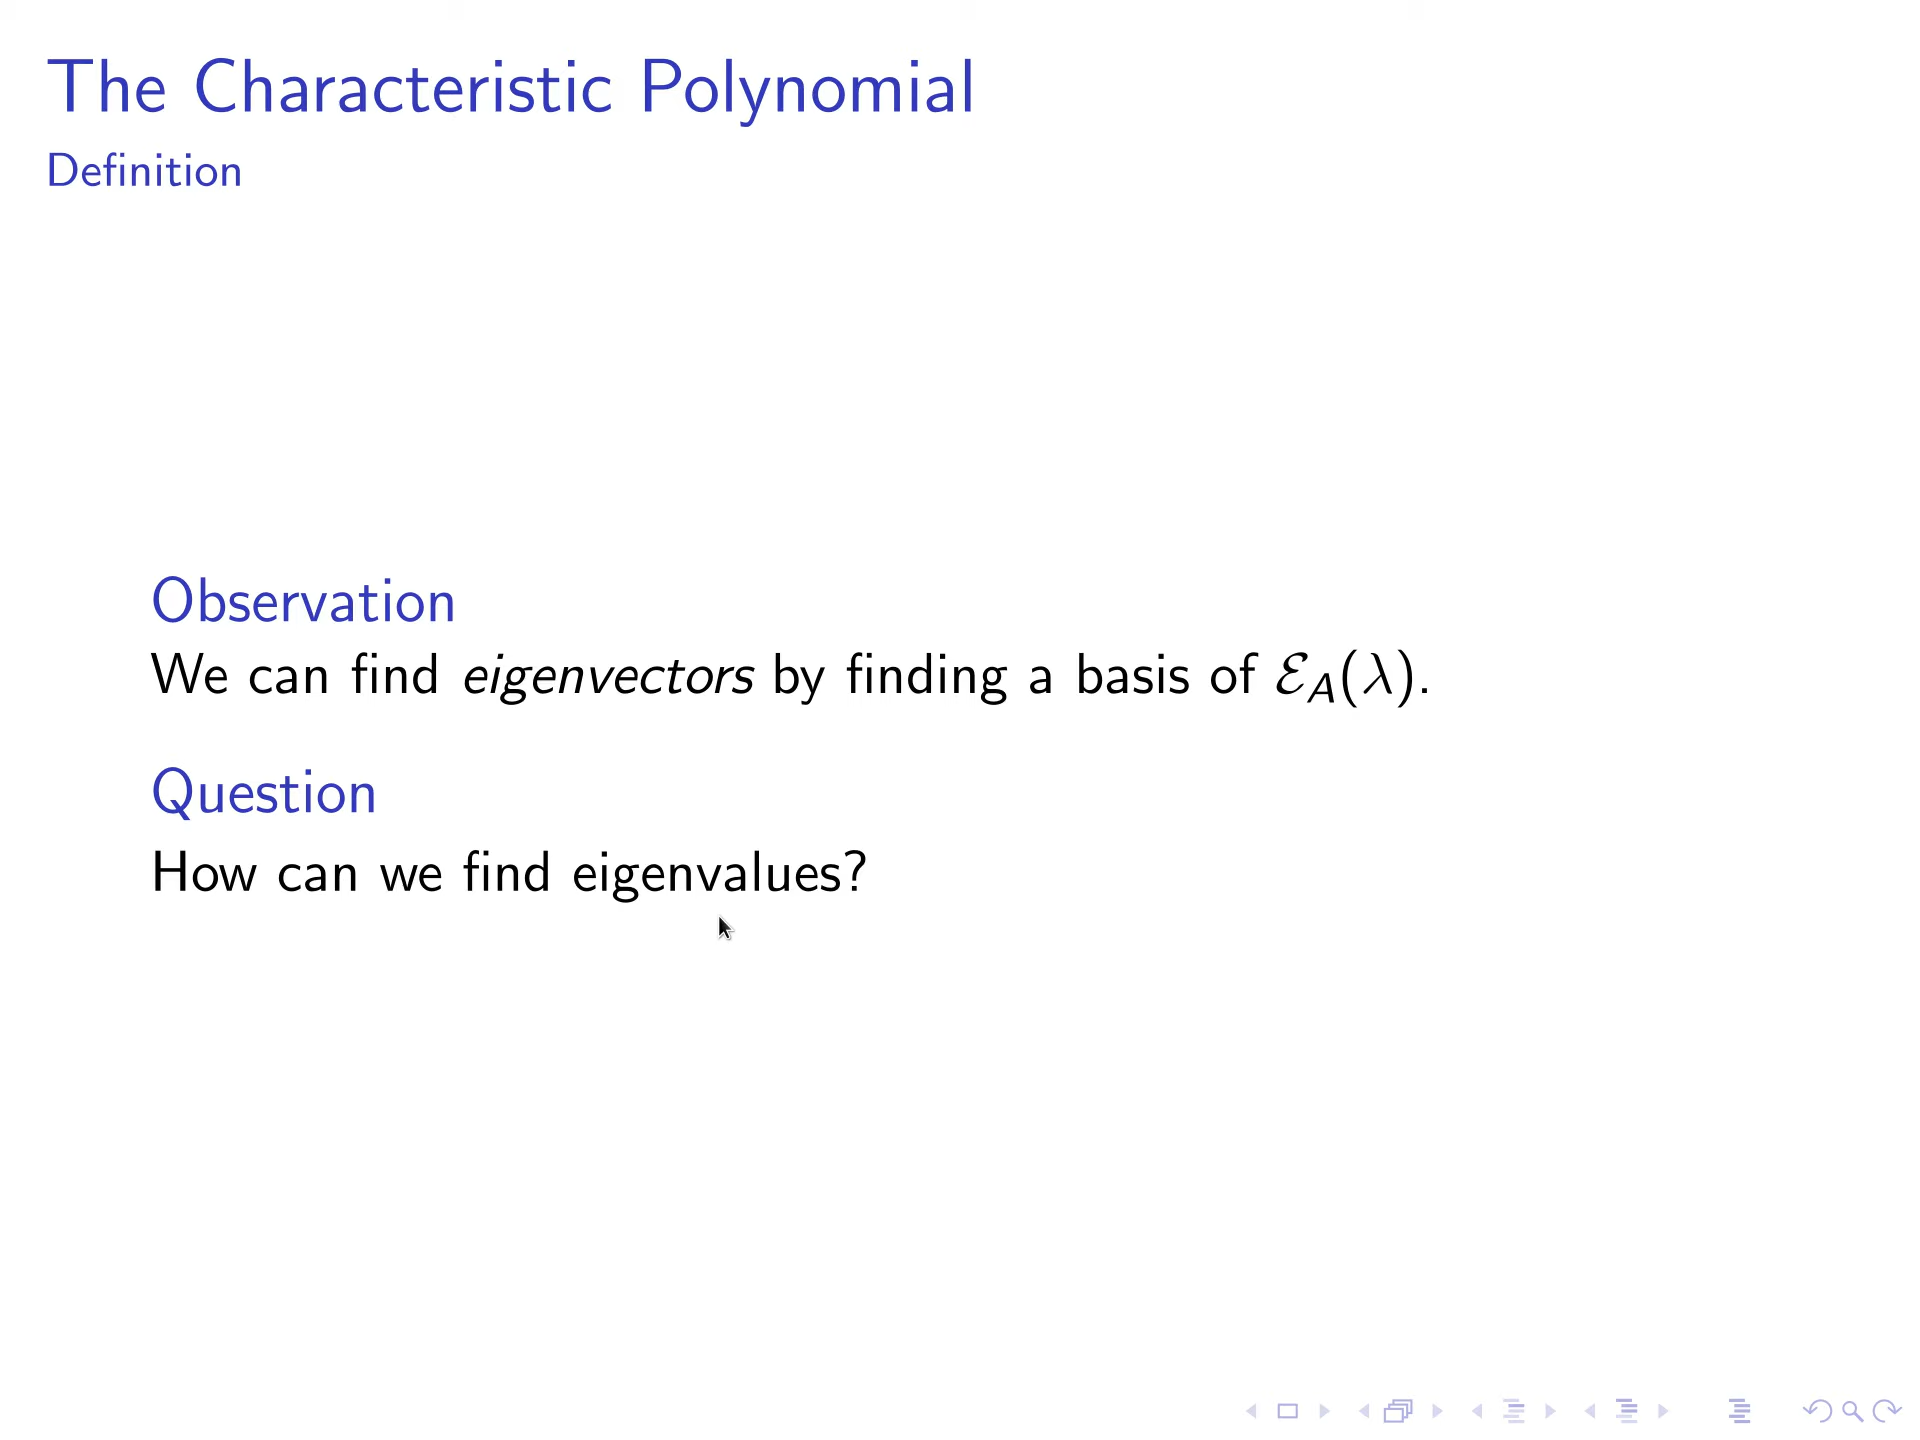 The Characteristic Polynomial
Definition
Observation
We can find eigenvectors by finding a basis of ℰ_A(λ).
Question
How can we find eigenvalues?